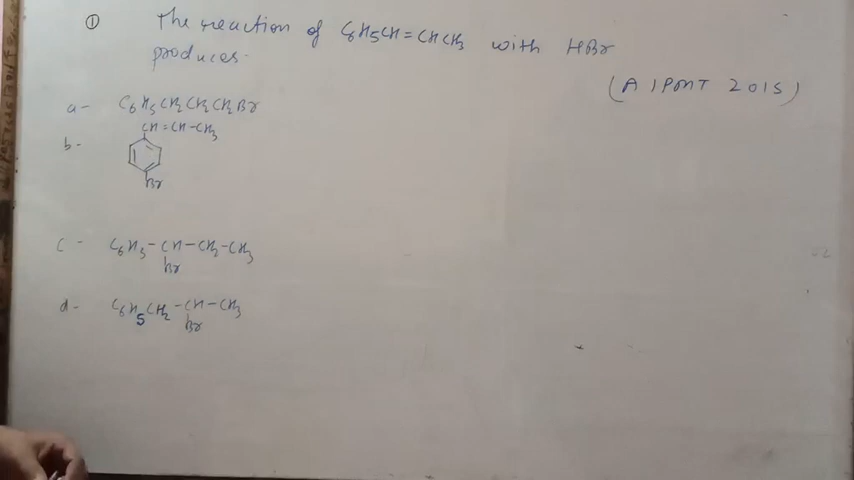 ① The reaction of C6H5CH=CHCH3 with HBr
produces.
(AIPMT 2015)
a- C6H5CH2CH2CH2Br
b- CH=CH-CH3
Br
c- C6H5-CH-CH2-CH3
Br
d- C6H5CH2-CH-CH3
Br